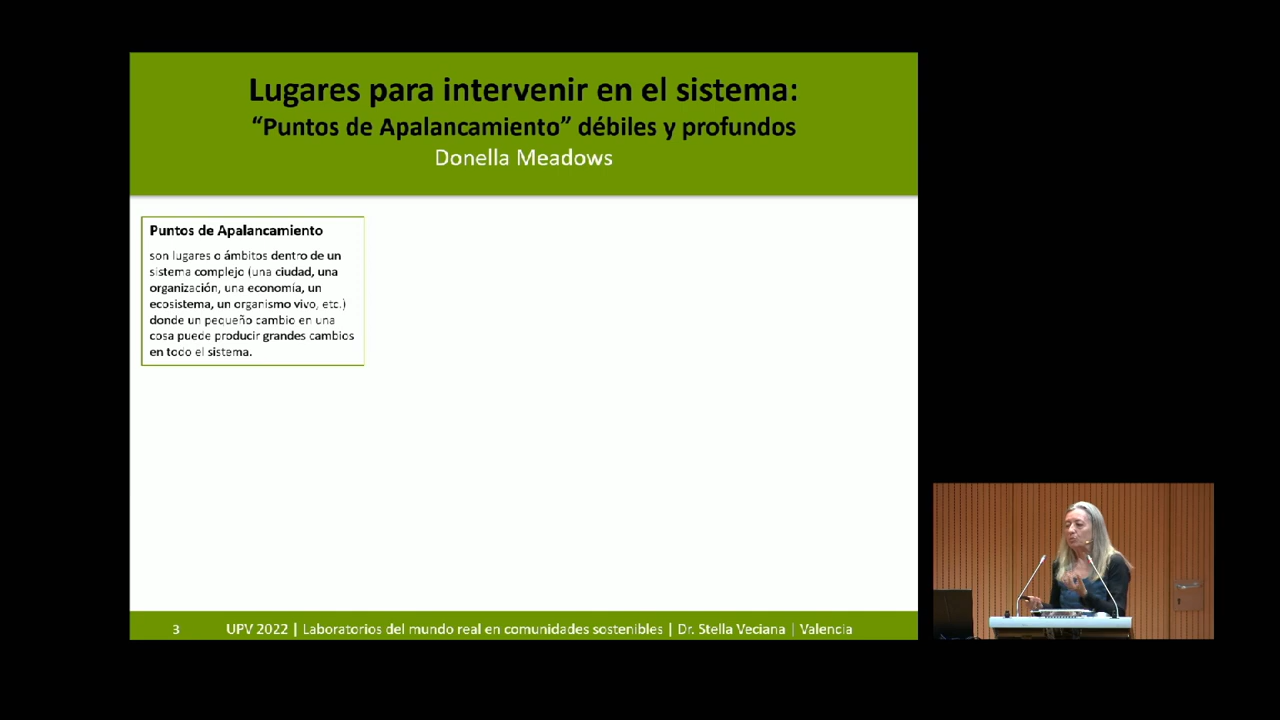 Lugares para intervenir en el sistema:
“Puntos de Apalancamiento” débiles y profundos
Donella Meadows
Puntos de Apalancamiento
son lugares o ámbitos dentro de un
sistema complejo (una ciudad, una
organización, una economía, un
ecosistema, un organismo vivo, etc.)
donde un pequeño cambio en una
cosa puede producir grandes cambios
en todo el sistema.
3 UPV 2022 | Laboratorios del mundo real en comunidades sostenibles | Dr. Stella Veciana | Valencia